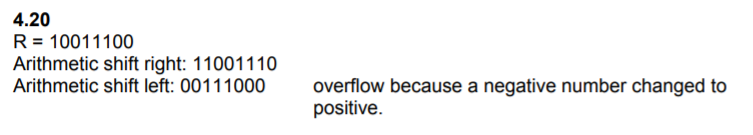 4.20
R = 10011100
Arithmetic shift right: 11001110
Arithmetic shift left: 00111000 overflow because a negative number changed to
positive.